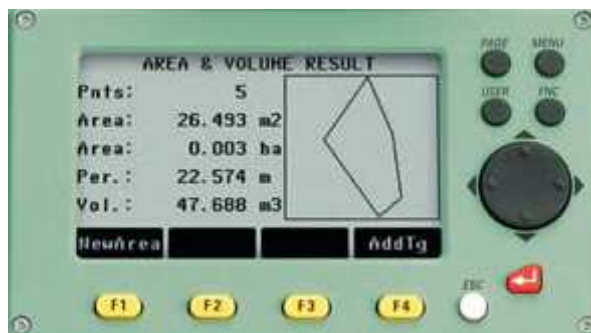 AREA & VOLUME RESULT
Pnts: 5
Area: 26.493 m2
Area: 0.003 ha
Per.: 22.574 m
Vol.: 47.688 m3
NewArea AddTg
PAGE MENU
USER FNC
F1 F2 F3 F4 ESC